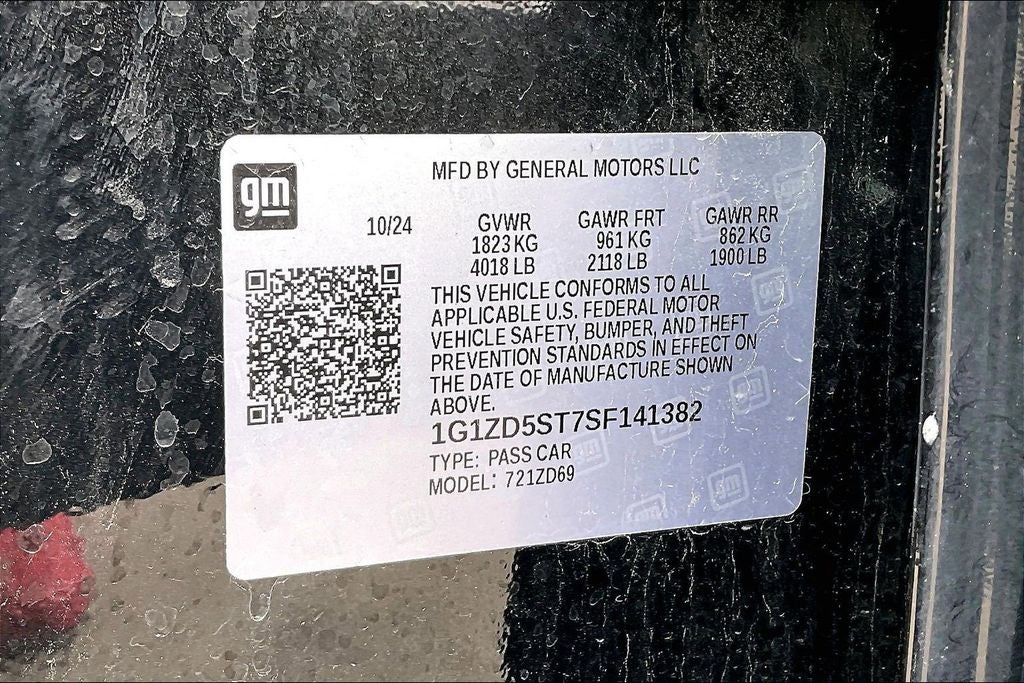 gm
MFD BY GENERAL MOTORS LLC
10/24 GVWR GAWR FRT GAWR RR
1823 KG 961 KG 862 KG
4018 LB 2118 LB 1900 LB
THIS VEHICLE CONFORMS TO ALL
APPLICABLE U.S. FEDERAL MOTOR
VEHICLE SAFETY, BUMPER, AND THEFT
PREVENTION STANDARDS IN EFFECT ON
THE DATE OF MANUFACTURE SHOWN
ABOVE.
1G1ZD5ST7SF141382
TYPE: PASS CAR
MODEL: 721ZD69